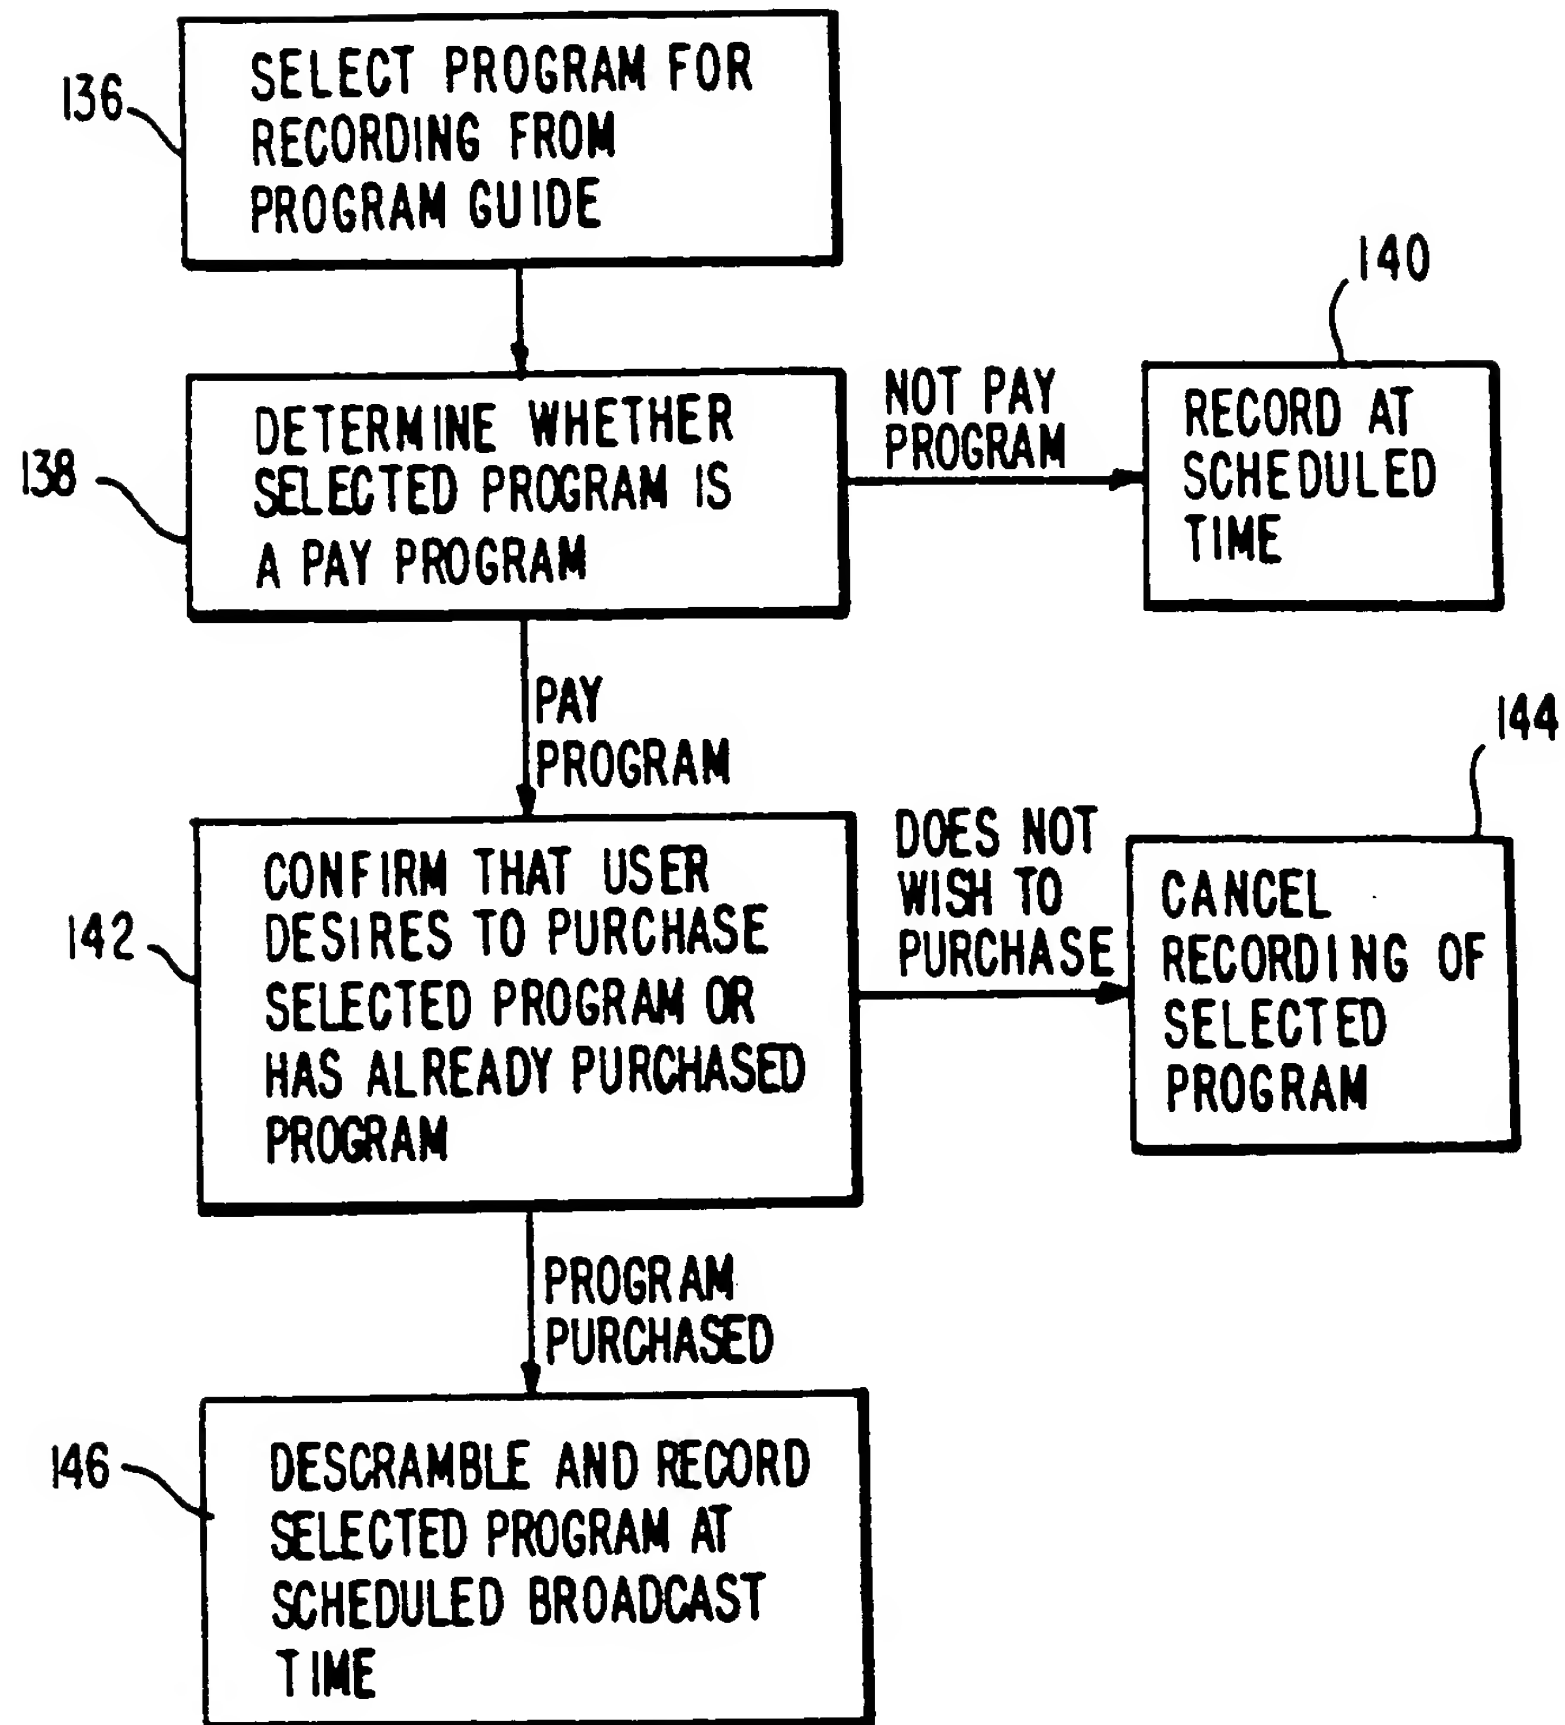 136
SELECT PROGRAM FOR
RECORDING FROM
PROGRAM GUIDE
138
DETERMINE WHETHER
SELECTED PROGRAM IS
A PAY PROGRAM
NOT PAY
PROGRAM
140
RECORD AT
SCHEDULED
TIME
PAY
PROGRAM
142
CONFIRM THAT USER
DESIRES TO PURCHASE
SELECTED PROGRAM OR
HAS ALREADY PURCHASED
PROGRAM
DOES NOT
WISH TO
PURCHASE
144
CANCEL
RECORDING OF
SELECTED
PROGRAM
PROGRAM
PURCHASED
146
DESCRAMBLE AND RECORD
SELECTED PROGRAM AT
SCHEDULED BROADCAST
TIME